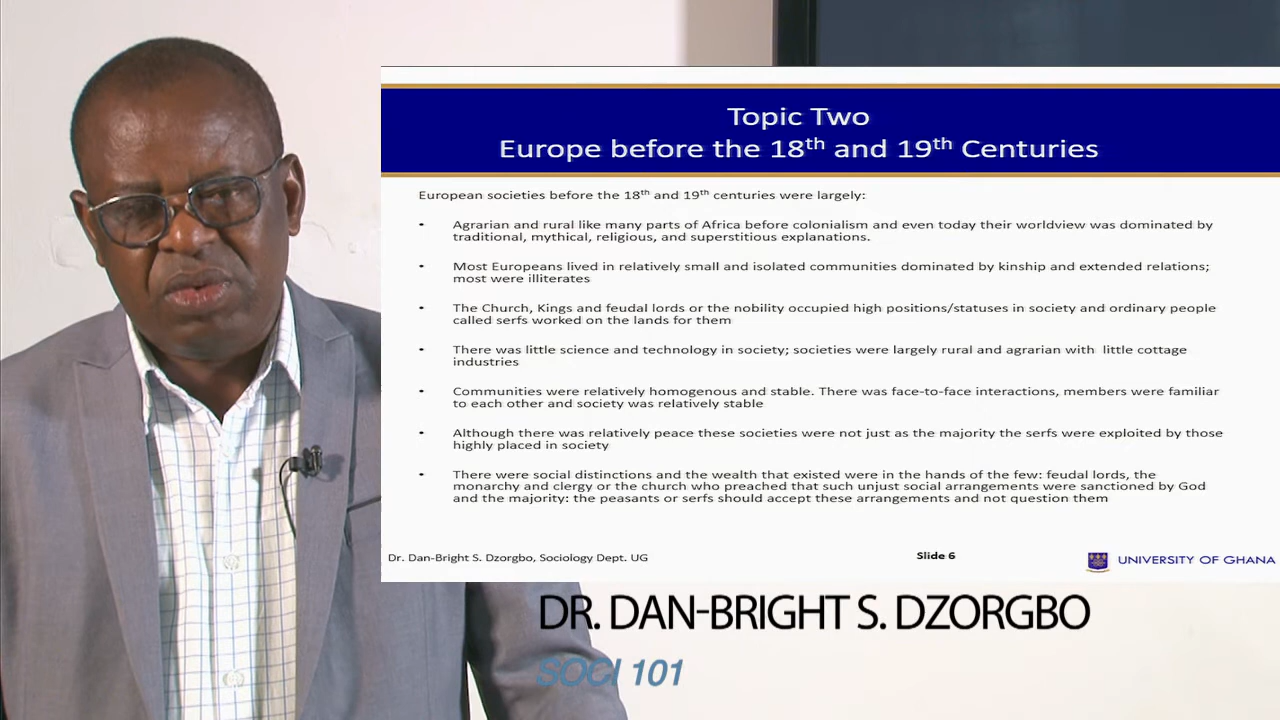 Topic Two
Europe before the 18th and 19th Centuries
European societies before the 18th and 19th centuries were largely:
• Agrarian and rural like many parts of Africa before colonialism and even today their worldview was dominated by
traditional, mythical, religious, and superstitious explanations.
• Most Europeans lived in relatively small and isolated communities dominated by kinship and extended relations;
most were illiterates
• The Church, Kings and feudal lords or the nobility occupied high positions/statuses in society and ordinary people
called serfs worked on the lands for them
• There was little science and technology in society; societies were largely rural and agrarian with little cottage
industries
• Communities were relatively homogenous and stable. There was face-to-face interactions, members were familiar
to each other and society was relatively stable
• Although there was relatively peace these societies were not just as the majority the serfs were exploited by those
highly placed in society
• There were social distinctions and the wealth that existed were in the hands of the few: feudal lords, the
monarchy and clergy or the church who preached that such unjust social arrangements were sanctioned by God
and the majority: the peasants or serfs should accept these arrangements and not question them
Dr. Dan-Bright S. Dzorgbo, Sociology Dept. UG
Slide 6
UNIVERSITY OF GHANA
DR. DAN-BRIGHT S. DZORGBO
SOCI 101